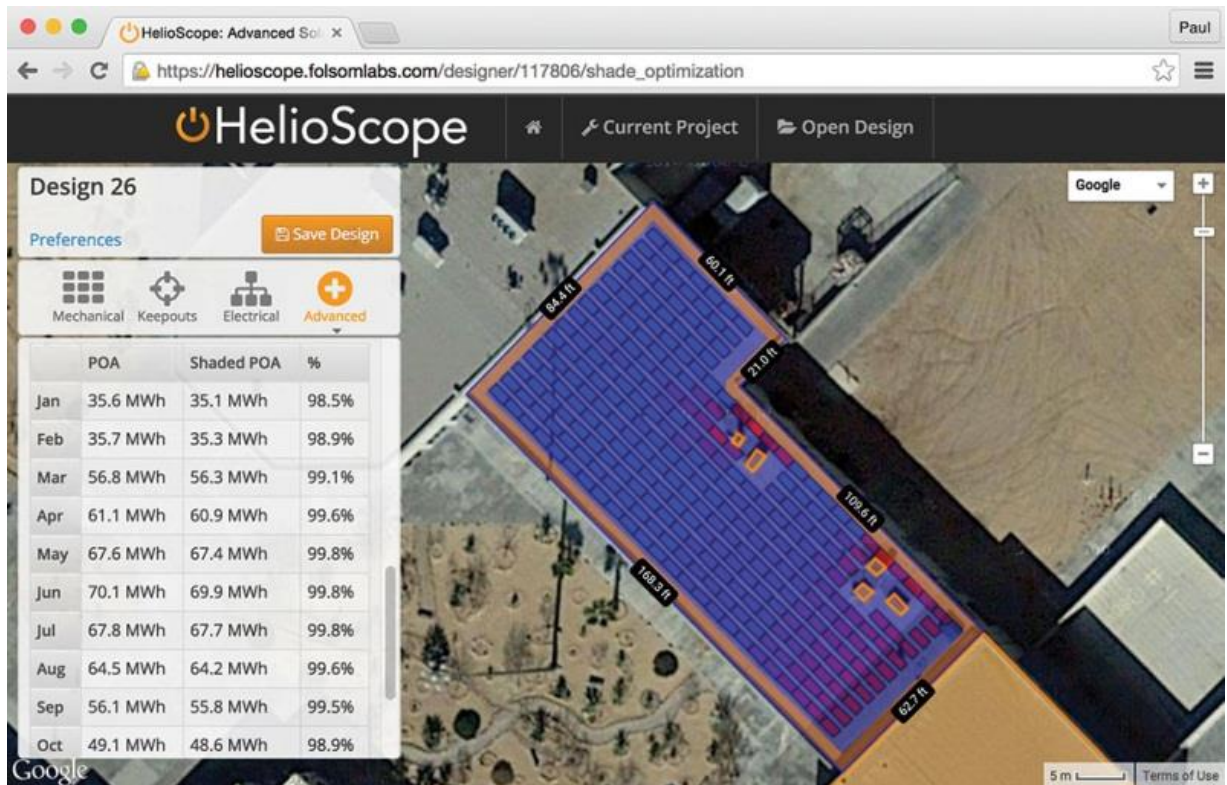 HelioScope: Advanced Sol
Paul
https://helioscope.folsomlabs.com/designer/117806/shade_optimization
HelioScope
Current Project
Open Design
Design 26
Preferences
Save Design
Google
Mechanical Keepouts Electrical Advanced
POA Shaded POA %
Jan 35.6 MWh 35.1 MWh 98.5%
Feb 35.7 MWh 35.3 MWh 98.9%
Mar 56.8 MWh 56.3 MWh 99.1%
Apr 61.1 MWh 60.9 MWh 99.6%
May 67.6 MWh 67.4 MWh 99.8%
Jun 70.1 MWh 69.9 MWh 99.8%
Jul 67.8 MWh 67.7 MWh 99.8%
Aug 64.5 MWh 64.2 MWh 99.6%
Sep 56.1 MWh 55.8 MWh 99.5%
Oct 49.1 MWh 48.6 MWh 98.9%
60.1 ft
84.4 ft
21.0 ft
109.6 ft
168.3 ft
62.7 ft
Google
5 m
Terms of Use